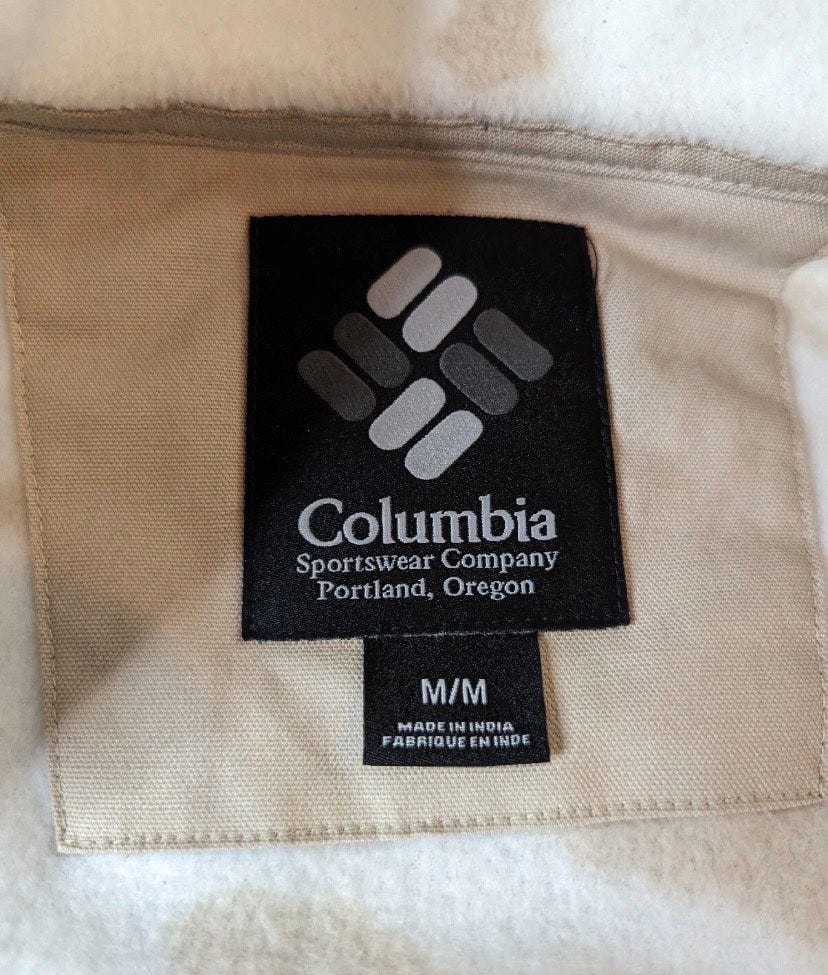 Columbia
Sportswear Company
Portland, Oregon
M/M
MADE IN INDIA
FABRIQUE EN INDE